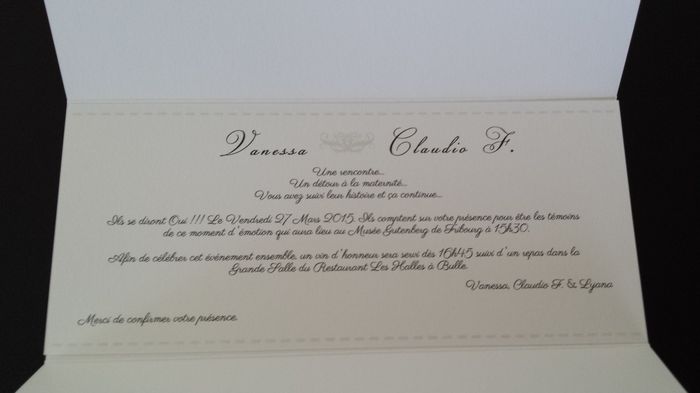 Vanessa Claudio F.
Une rencontre...
Un détour à la maternité...
Vous avez suivi leur histoire et ça continue...
Ils se diront Oui !!! Le Vendredi 27 Mars 2015. Ils comptent sur votre présence pour être les témoins
de ce moment d'émotion qui aura lieu au Musée Gutenberg de Fribourg à 15h30.
Afin de célébrer cet événement ensemble, un vin d'honneur sera servi dès 16h45 suivi d'un repas dans la
Grande Salle du Restaurant Les Halles à Bulle.
Vanessa, Claudio F. & Lyana
Merci de confirmer votre présence.